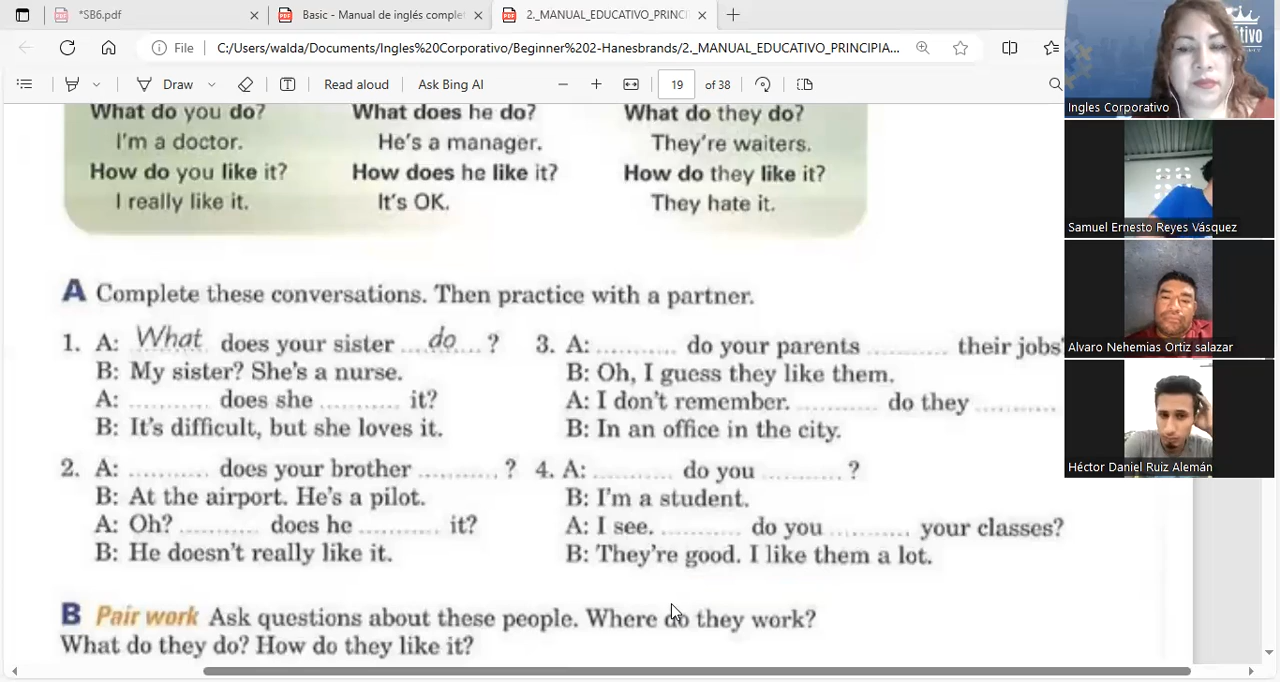 *SB6.pdf
Basic - Manual de inglés complet
2._MANUAL_EDUCATIVO_PRINCI
File
C:/Users/walda/Documents/Ingles%20Corporativo/Beginner%202-Hanesbrands/2._MANUAL_EDUCATIVO_PRINCIPIA...
Draw
Read aloud
Ask Bing AI
19 of 38
What do you do? What does he do? What do they do?
I'm a doctor. He's a manager. They're waiters.
How do you like it? How does he like it? How do they like it?
I really like it. It's OK. They hate it.
A Complete these conversations. Then practice with a partner.
1. A: What does your sister do ?
B: My sister? She's a nurse.
A: .......... does she .......... it?
B: It's difficult, but she loves it.
2. A: .......... does your brother .......... ?
B: At the airport. He's a pilot.
A: Oh? .......... does he .......... it?
B: He doesn't really like it.
3. A: .......... do your parents .......... their jobs?
B: Oh, I guess they like them.
A: I don't remember. .......... do they ..........
B: In an office in the city.
4. A: .......... do you .......... ?
B: I'm a student.
A: I see. .......... do you .......... your classes?
B: They're good. I like them a lot.
B Pair work Ask questions about these people. Where do they work?
What do they do? How do they like it?
Ingles Corporativo
Samuel Ernesto Reyes Vásquez
Alvaro Nehemias Ortiz salazar
Héctor Daniel Ruiz Alemán